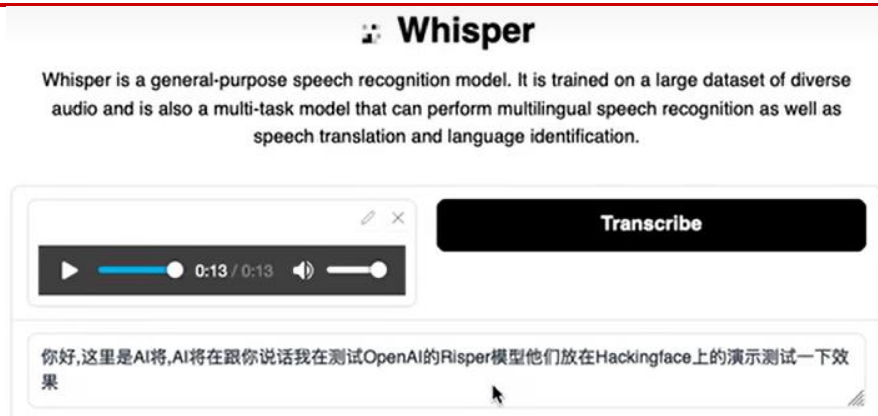 Whisper
Whisper is a general-purpose speech recognition model. It is trained on a large dataset of diverse
audio and is also a multi-task model that can perform multilingual speech recognition as well as
speech translation and language identification.
Transcribe
0:13 / 0:13
你好,这里是AI将,AI将在跟你说话我在测试OpenAI的Risper模型他们放在Hackingface上的演示测试一下效
果